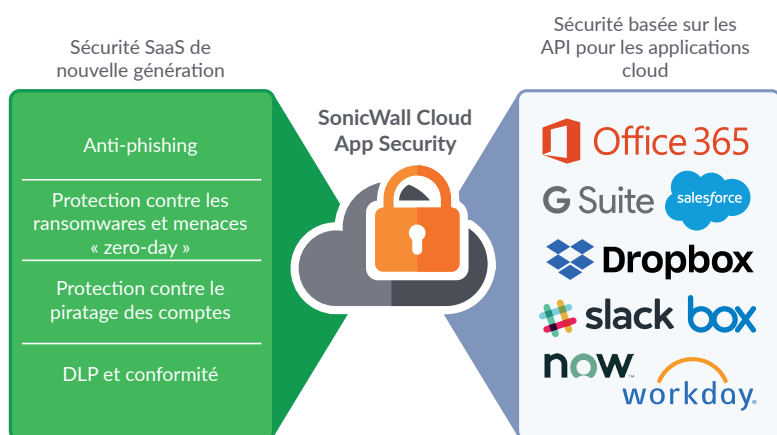 Sécurité SaaS de
nouvelle génération
Anti-phishing
Protection contre les
ransomwares et menaces
« zero-day »
Protection contre le
piratage des comptes
DLP et conformité
SonicWall Cloud
App Security
Sécurité basée sur les
API pour les applications
cloud
Office 365
G Suite
salesforce
Dropbox
slack
box
now
workday.